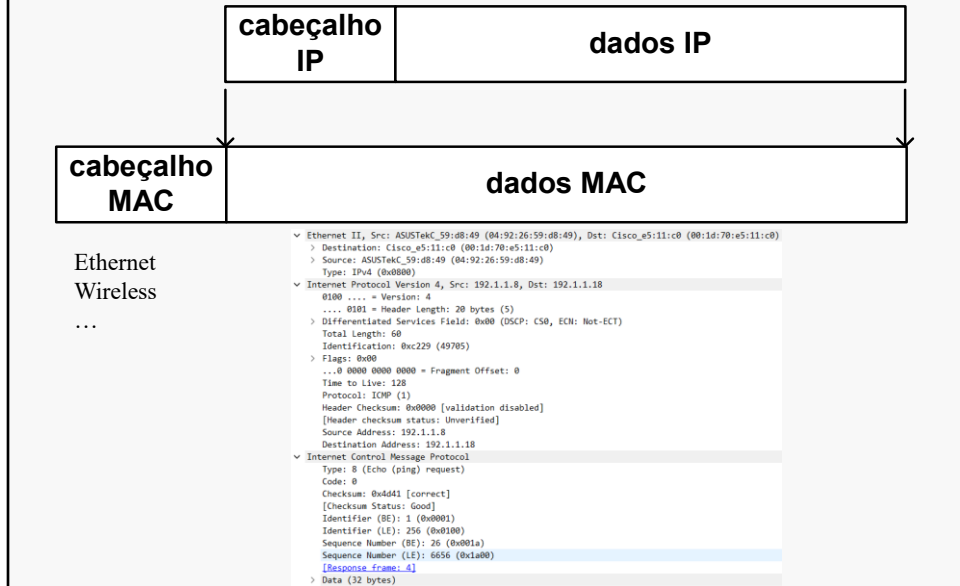 cabeçalho
IP
dados IP
cabeçalho
MAC
dados MAC
Ethernet
Wireless
…
Ethernet II, Src: ASUSTekC_59:d8:49 (04:92:26:59:d8:49), Dst: Cisco_e5:11:c0 (00:1d:70:e5:11:c0)
Destination: Cisco_e5:11:c0 (00:1d:70:e5:11:c0)
Source: ASUSTekC_59:d8:49 (04:92:26:59:d8:49)
Type: IPv4 (0x0800)
Internet Protocol Version 4, Src: 192.1.1.8, Dst: 192.1.1.18
0100 .... = Version: 4
.... 0101 = Header Length: 20 bytes (5)
Differentiated Services Field: 0x00 (DSCP: CS0, ECN: Not-ECT)
Total Length: 60
Identification: 0xc229 (49705)
Flags: 0x00
...0 0000 0000 0000 = Fragment Offset: 0
Time to Live: 128
Protocol: ICMP (1)
Header Checksum: 0x0000 [validation disabled]
[Header checksum status: Unverified]
Source Address: 192.1.1.8
Destination Address: 192.1.1.18
Internet Control Message Protocol
Type: 8 (Echo (ping) request)
Code: 0
Checksum: 0x4d41 [correct]
[Checksum Status: Good]
Identifier (BE): 1 (0x0001)
Identifier (LE): 256 (0x0100)
Sequence Number (BE): 26 (0x001a)
Sequence Number (LE): 6656 (0x1a00)
[Response frame: 4]
Data (32 bytes)